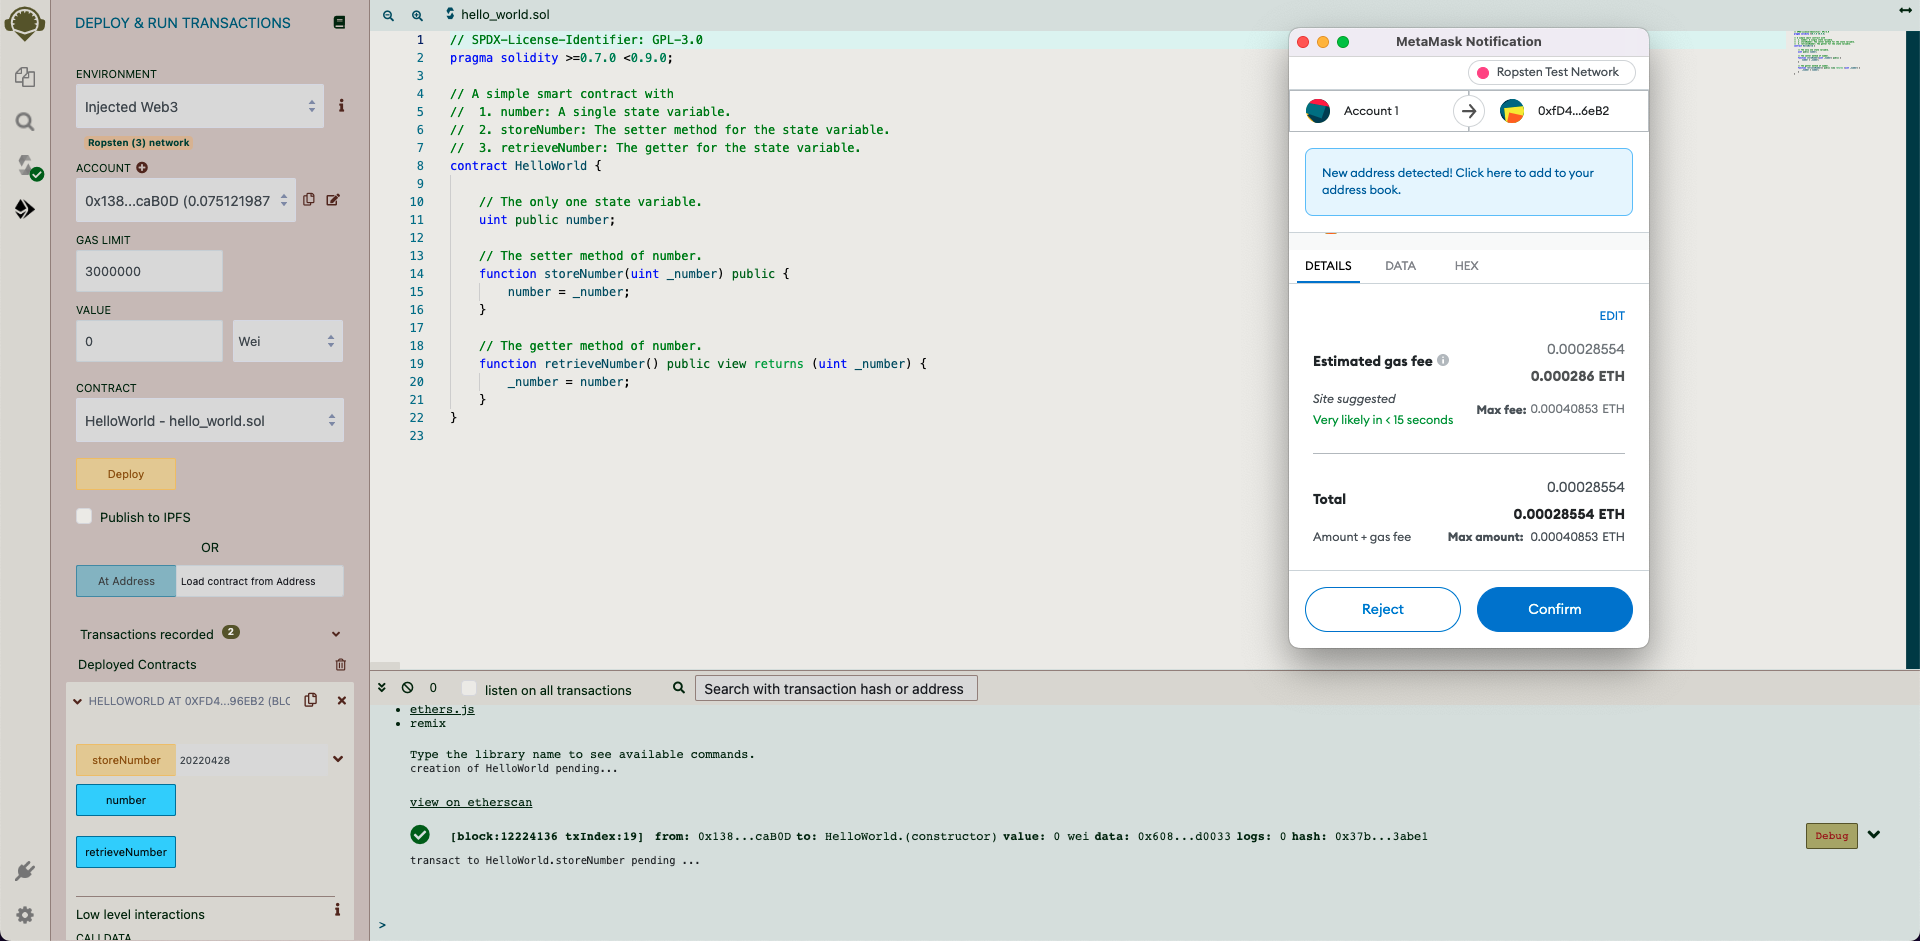 DEPLOY & RUN TRANSACTIONS
ENVIRONMENT
Injected Web3
Ropsten (3) network
ACCOUNT
0x138...caB0D (0.075121987
GAS LIMIT
3000000
VALUE
0
Wei
CONTRACT
HelloWorld - hello_world.sol
Deploy
Publish to IPFS
OR
At Address
Load contract from Address
Transactions recorded 2
Deployed Contracts
HELLOWORLD AT 0XFD4...96EB2 (BLO
storeNumber
20220428
number
retrieveNumber
Low level interactions
CALLDATA
hello_world.sol
1 // SPDX-License-Identifier: GPL-3.0
2 pragma solidity >=0.7.0 <0.9.0;
3
4 // A simple smart contract with
5 //  1. number: A single state variable.
6 //  2. storeNumber: The setter method for the state variable.
7 //  3. retrieveNumber: The getter for the state variable.
8 contract HelloWorld {
9
10     // The only one state variable.
11     uint public number;
12
13     // The setter method of number.
14     function storeNumber(uint _number) public {
15         number = _number;
16     }
17
18     // The getter method of number.
19     function retrieveNumber() public view returns (uint _number) {
20         _number = number;
21     }
22 }
23
MetaMask Notification
Ropsten Test Network
Account 1
0xfD4...6eB2
New address detected! Click here to add to your
address book.
DETAILS
DATA
HEX
EDIT
0.00028554
Estimated gas fee
0.000286 ETH
Site suggested
Very likely in < 15 seconds
Max fee: 0.00040853 ETH
0.00028554
Total
0.00028554 ETH
Amount + gas fee
Max amount: 0.00040853 ETH
Reject
Confirm
0
listen on all transactions
Search with transaction hash or address
• ethers.js
• remix
Type the library name to see available commands.
creation of HelloWorld pending...
view on etherscan
[block:12224136 txIndex:19] from: 0x138...caB0D to: HelloWorld.(constructor) value: 0 wei data: 0x608...d0033 logs: 0 hash: 0x37b...3abe1
Debug
transact to HelloWorld.storeNumber pending ...
>